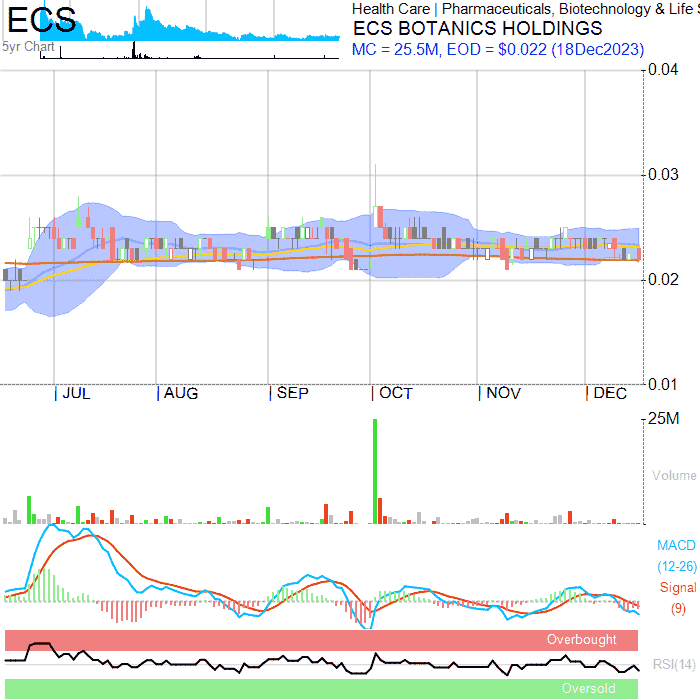 ECS
5yr Chart
Health Care | Pharmaceuticals, Biotechnology & Life
ECS BOTANICS HOLDINGS
MC = 25.5M, EOD = $0.022 (18Dec2023)
0.04
0.03
0.02
0.01
| JUL | AUG | SEP | OCT | NOV | DEC
25M
Volume
MACD
(12-26)
Signal
(9)
Overbought
RSI(14)
Oversold